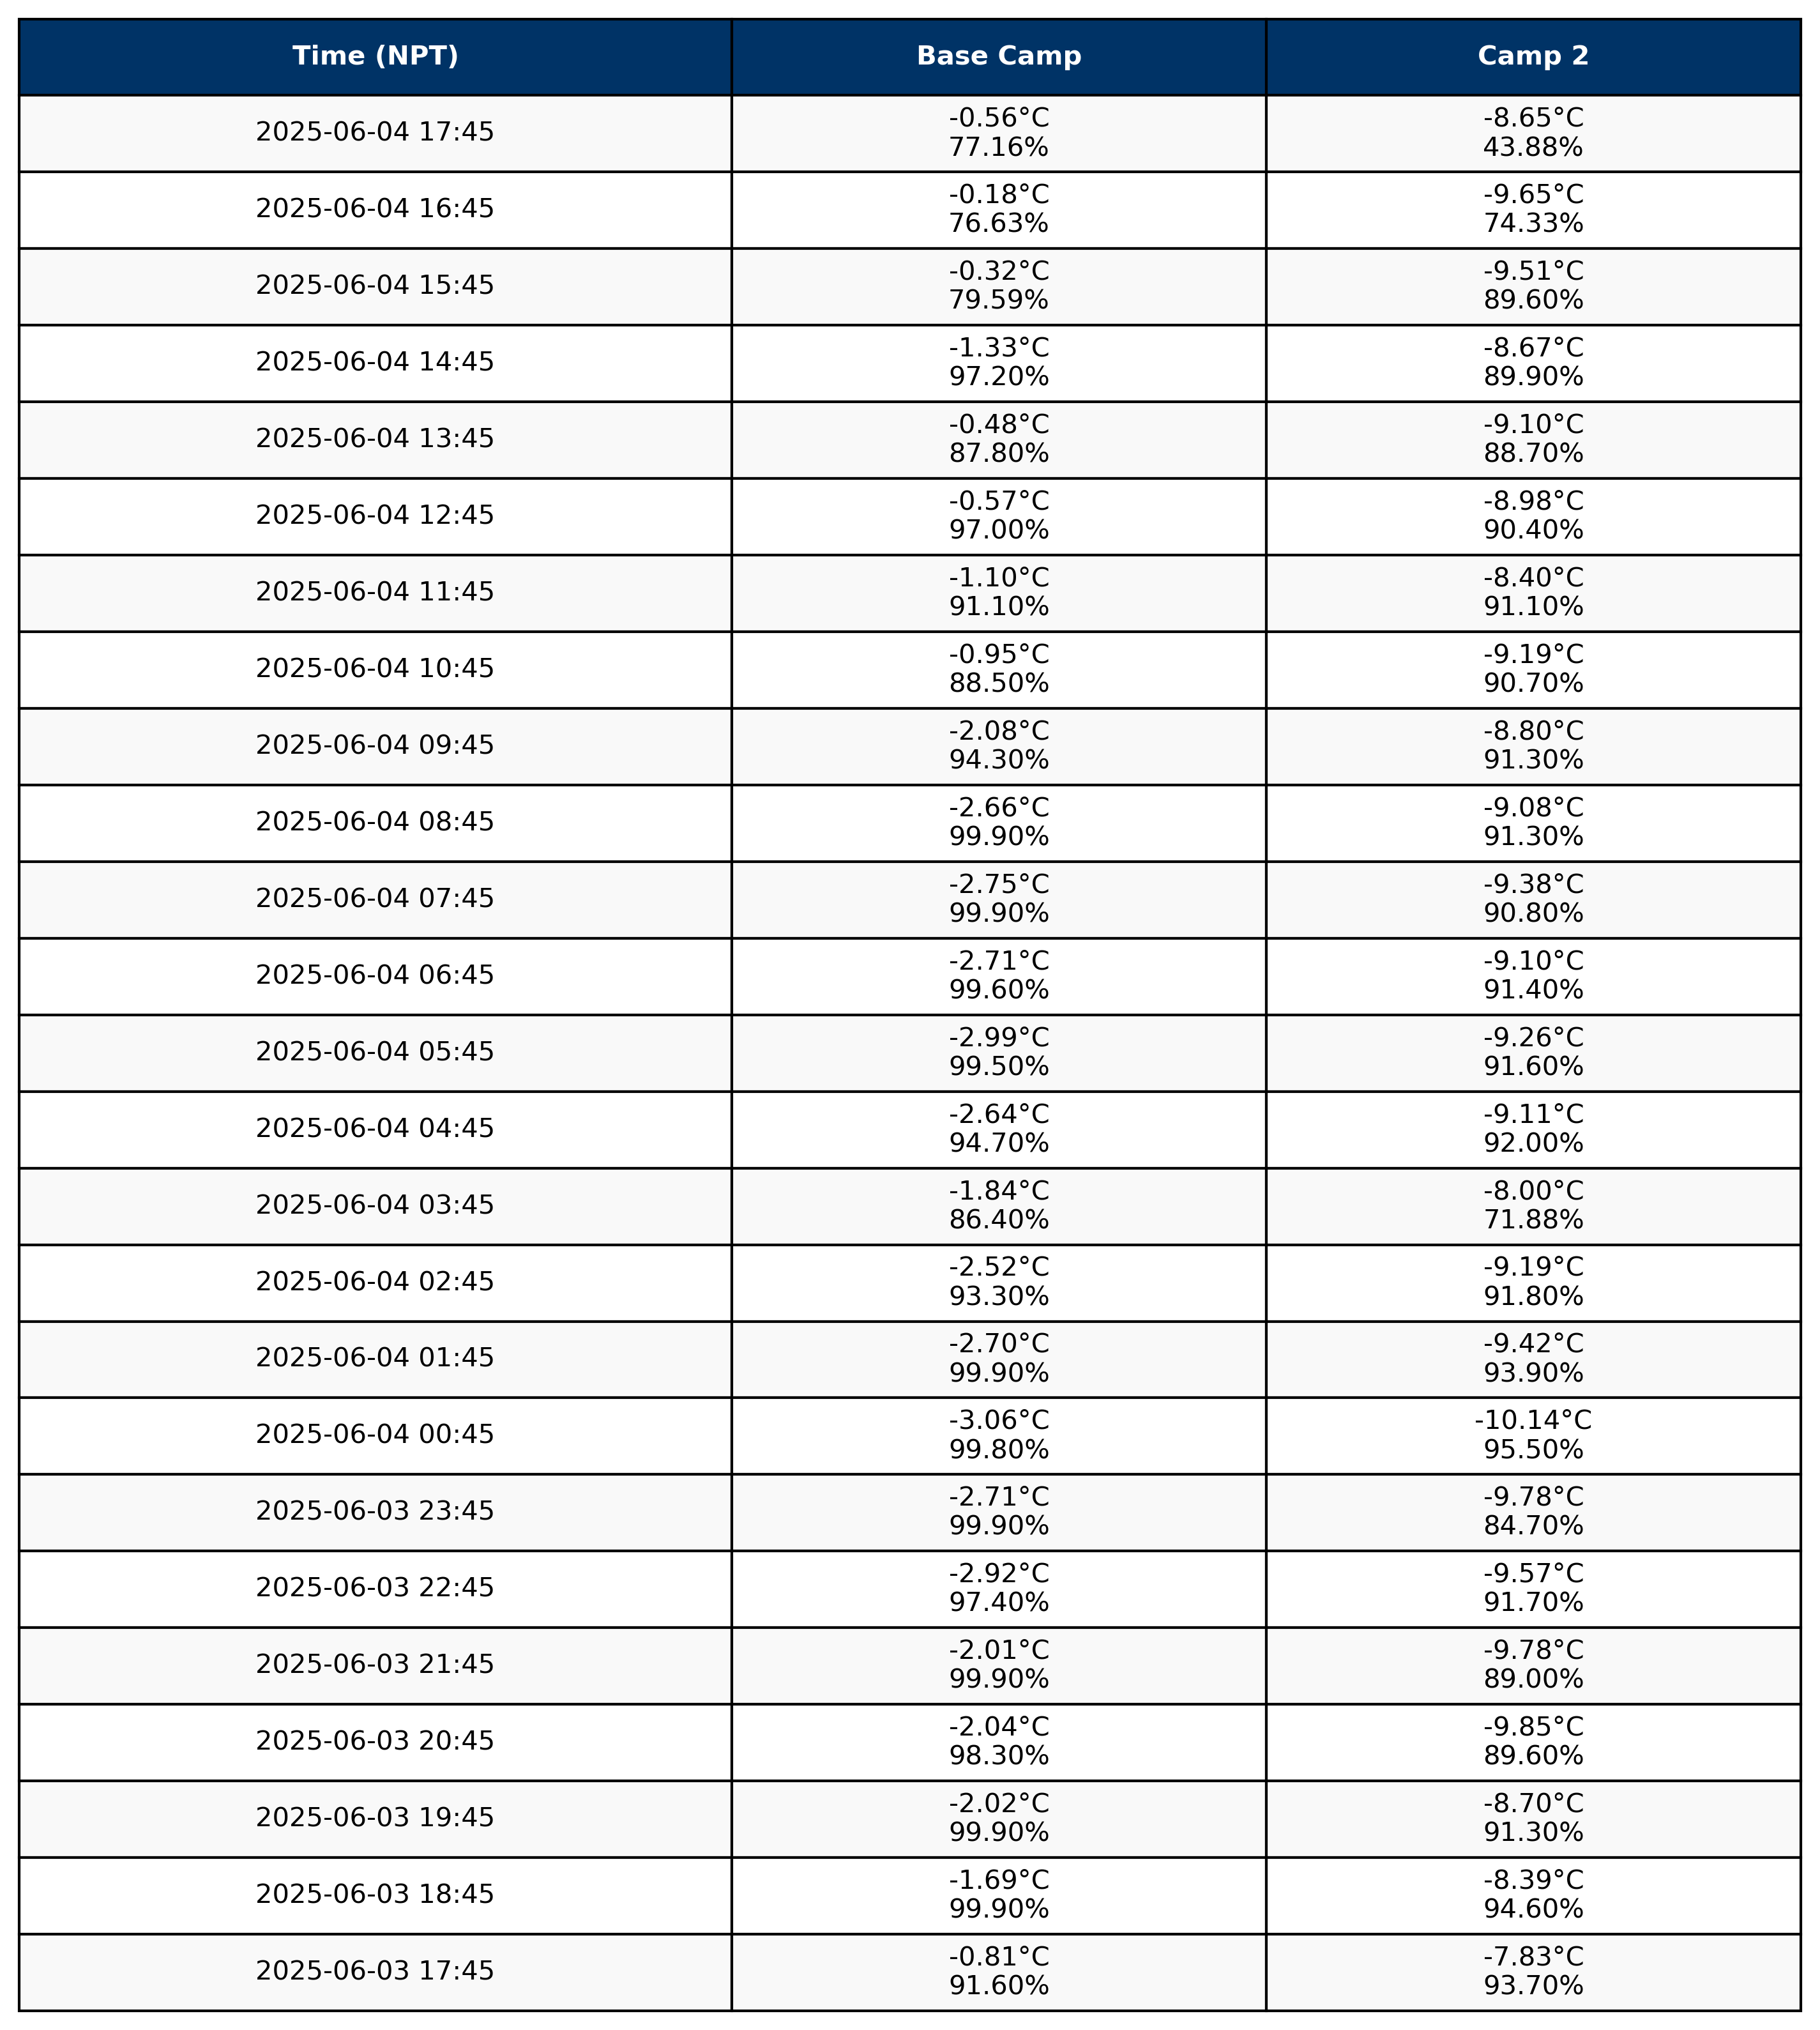 Time (NPT) Base Camp Camp 2
2025-06-04 17:45 -0.56°C -8.65°C
77.16% 43.88%
2025-06-04 16:45 -0.18°C -9.65°C
76.63% 74.33%
2025-06-04 15:45 -0.32°C -9.51°C
79.59% 89.60%
2025-06-04 14:45 -1.33°C -8.67°C
97.20% 89.90%
2025-06-04 13:45 -0.48°C -9.10°C
87.80% 88.70%
2025-06-04 12:45 -0.57°C -8.98°C
97.00% 90.40%
2025-06-04 11:45 -1.10°C -8.40°C
91.10% 91.10%
2025-06-04 10:45 -0.95°C -9.19°C
88.50% 90.70%
2025-06-04 09:45 -2.08°C -8.80°C
94.30% 91.30%
2025-06-04 08:45 -2.66°C -9.08°C
99.90% 91.30%
2025-06-04 07:45 -2.75°C -9.38°C
99.90% 90.80%
2025-06-04 06:45 -2.71°C -9.10°C
99.60% 91.40%
2025-06-04 05:45 -2.99°C -9.26°C
99.50% 91.60%
2025-06-04 04:45 -2.64°C -9.11°C
94.70% 92.00%
2025-06-04 03:45 -1.84°C -8.00°C
86.40% 71.88%
2025-06-04 02:45 -2.52°C -9.19°C
93.30% 91.80%
2025-06-04 01:45 -2.70°C -9.42°C
99.90% 93.90%
2025-06-04 00:45 -3.06°C -10.14°C
99.80% 95.50%
2025-06-03 23:45 -2.71°C -9.78°C
99.90% 84.70%
2025-06-03 22:45 -2.92°C -9.57°C
97.40% 91.70%
2025-06-03 21:45 -2.01°C -9.78°C
99.90% 89.00%
2025-06-03 20:45 -2.04°C -9.85°C
98.30% 89.60%
2025-06-03 19:45 -2.02°C -8.70°C
99.90% 91.30%
2025-06-03 18:45 -1.69°C -8.39°C
99.90% 94.60%
2025-06-03 17:45 -0.81°C -7.83°C
91.60% 93.70%